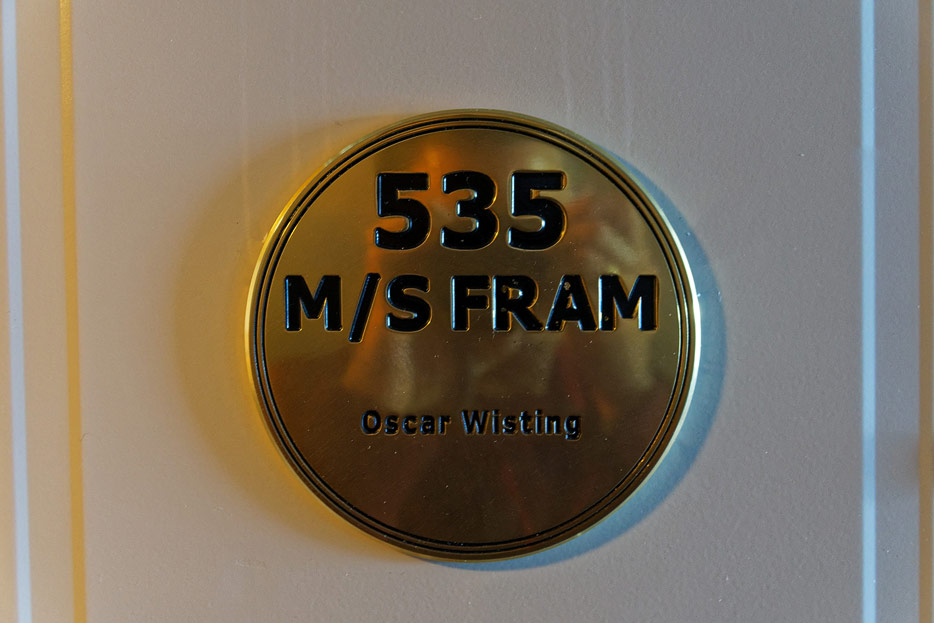 535
M/S FRAM
Oscar Wisting